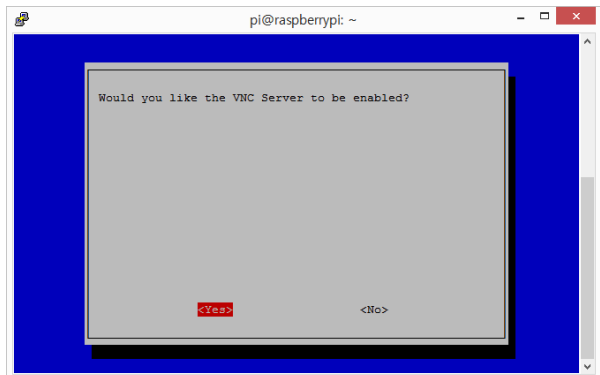 pi@raspberrypi: ~
Would you like the VNC Server to be enabled?
<Yes> <No>